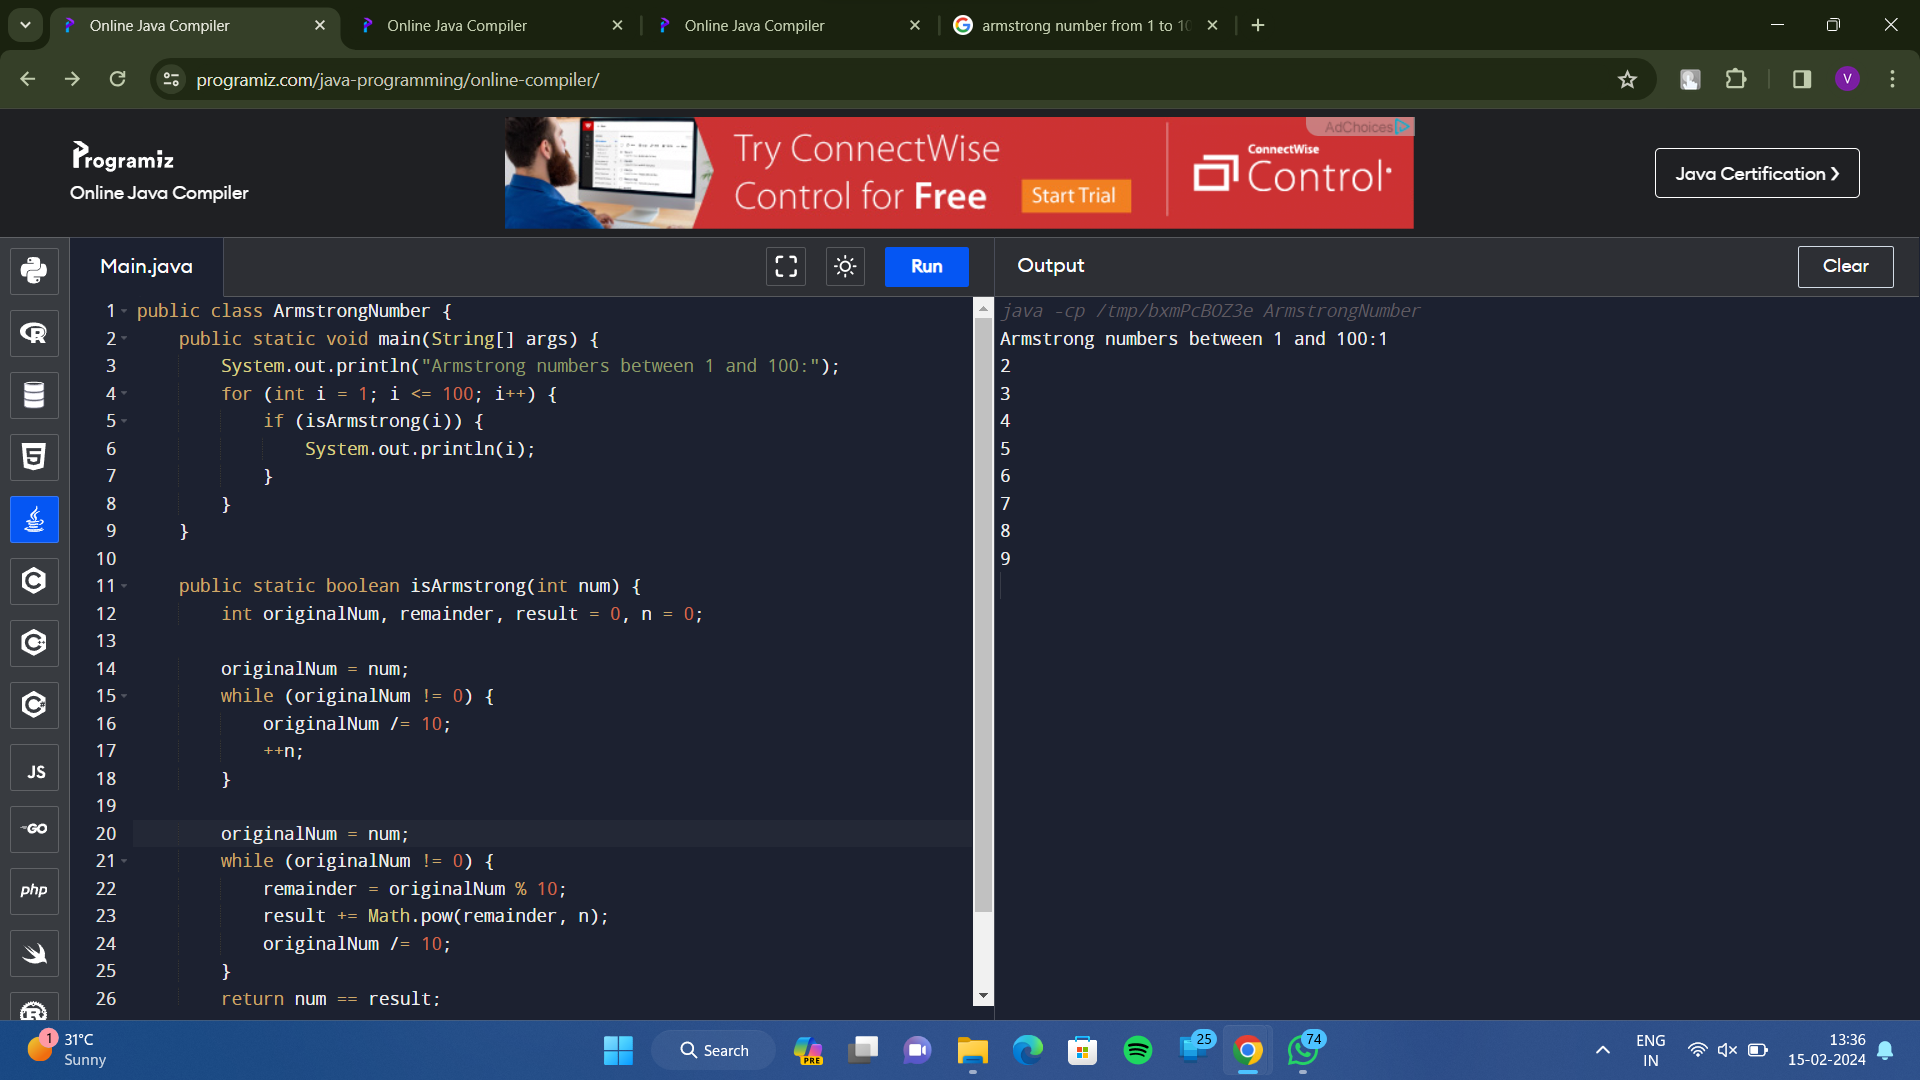 Online Java Compiler
Online Java Compiler
Online Java Compiler
armstrong number from 1 to 10
programiz.com/java-programming/online-compiler/
V
Programiz
Online Java Compiler
Try ConnectWise
Control for Free
Start Trial
AdChoices
ConnectWise
Control
Java Certification ❯
Main.java
Run
Output
Clear
1 public class ArmstrongNumber {
2 public static void main(String[] args) {
3 System.out.println("Armstrong numbers between 1 and 100:");
4 for (int i = 1; i <= 100; i++) {
5 if (isArmstrong(i)) {
6 System.out.println(i);
7 }
8 }
9 }
10
11 public static boolean isArmstrong(int num) {
12 int originalNum, remainder, result = 0, n = 0;
13
14 originalNum = num;
15 while (originalNum != 0) {
16 originalNum /= 10;
17 ++n;
18 }
19
20 originalNum = num;
21 while (originalNum != 0) {
22 remainder = originalNum % 10;
23 result += Math.pow(remainder, n);
24 originalNum /= 10;
25 }
26 return num == result;
java -cp /tmp/bxmPcBOZ3e ArmstrongNumber
Armstrong numbers between 1 and 100:1
2
3
4
5
6
7
8
9
R
5
C
C
C
JS
GO
php
R
1
31°C
Sunny
Search
PRE
25
74
ENG
IN
13:36
15-02-2024